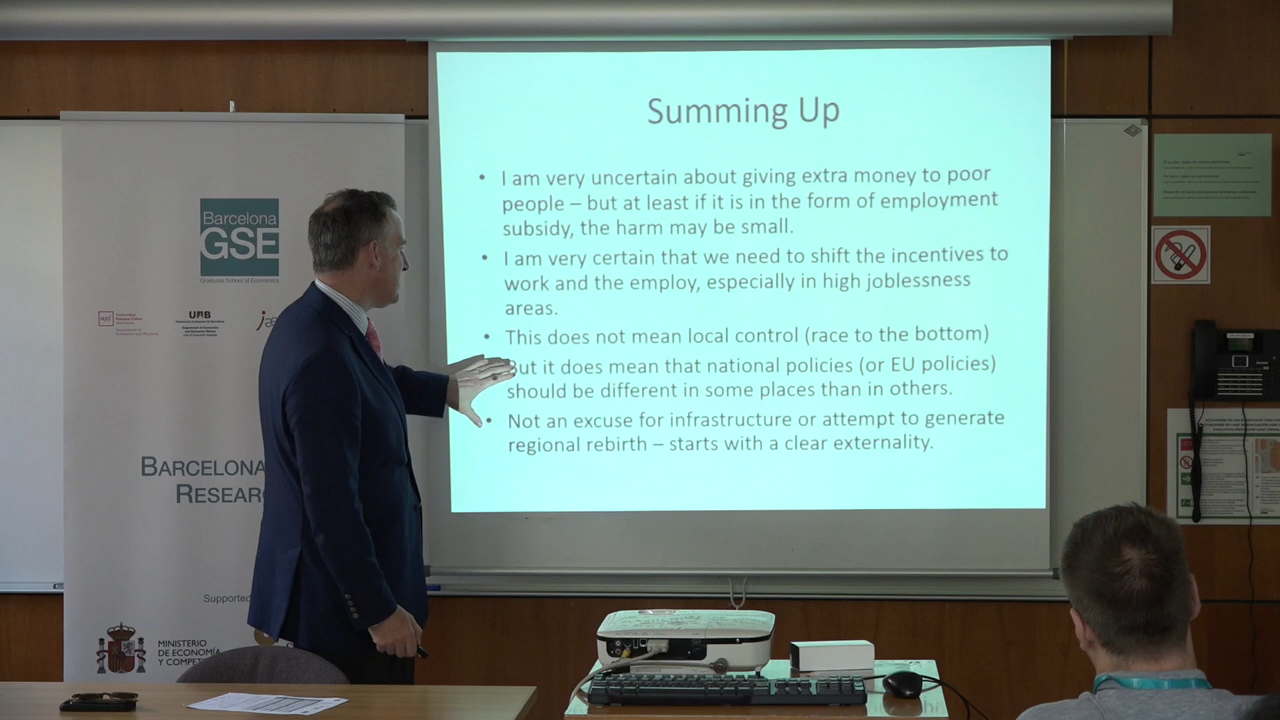 Summing Up
• I am very uncertain about giving extra money to poor
people – but at least if it is in the form of employment
subsidy, the harm may be small.
• I am very certain that we need to shift the incentives to
work and the employ, especially in high joblessness
areas.
• This does not mean local control (race to the bottom)
But it does mean that national policies (or EU policies)
should be different in some places than in others.
• Not an excuse for infrastructure or attempt to generate
regional rebirth – starts with a clear externality.
Barcelona
GSE
Graduate School of Economics
UAB
BARCELONA
RESEAR
Supported
MINISTERIO
DE ECONOMÍA
Y COMPET